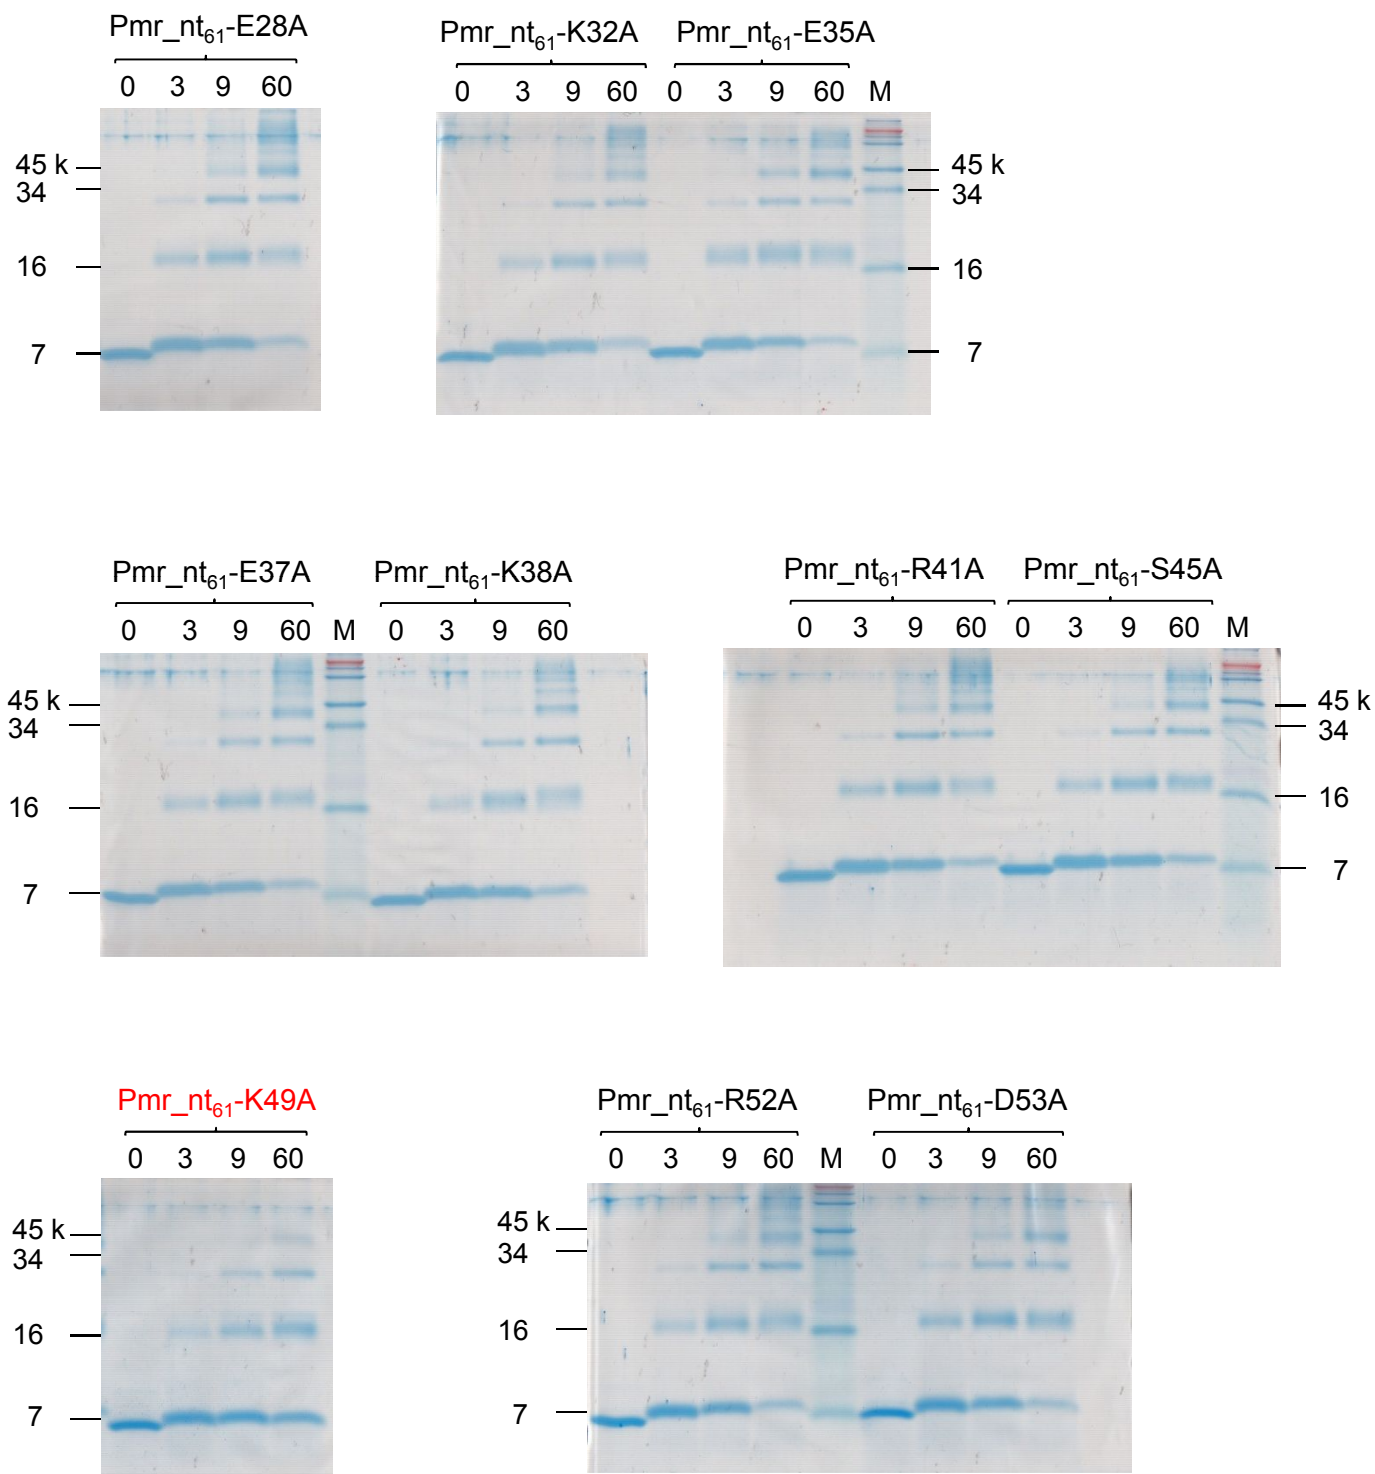 Pmr_nt61-E28A
0 3 9 60
45 k
34
16
7
Pmr_nt61-K32A Pmr_nt61-E35A
0 3 9 60 0 3 9 60 M
45 k
34
16
7
Pmr_nt61-E37A Pmr_nt61-K38A
0 3 9 60 M 0 3 9 60
45 k
34
16
7
Pmr_nt61-R41A Pmr_nt61-S45A
0 3 9 60 0 3 9 60 M
45 k
34
16
7
Pmr_nt61-K49A
0 3 9 60
45 k
34
16
7
Pmr_nt61-R52A Pmr_nt61-D53A
0 3 9 60 M 0 3 9 60
45 k
34
16
7